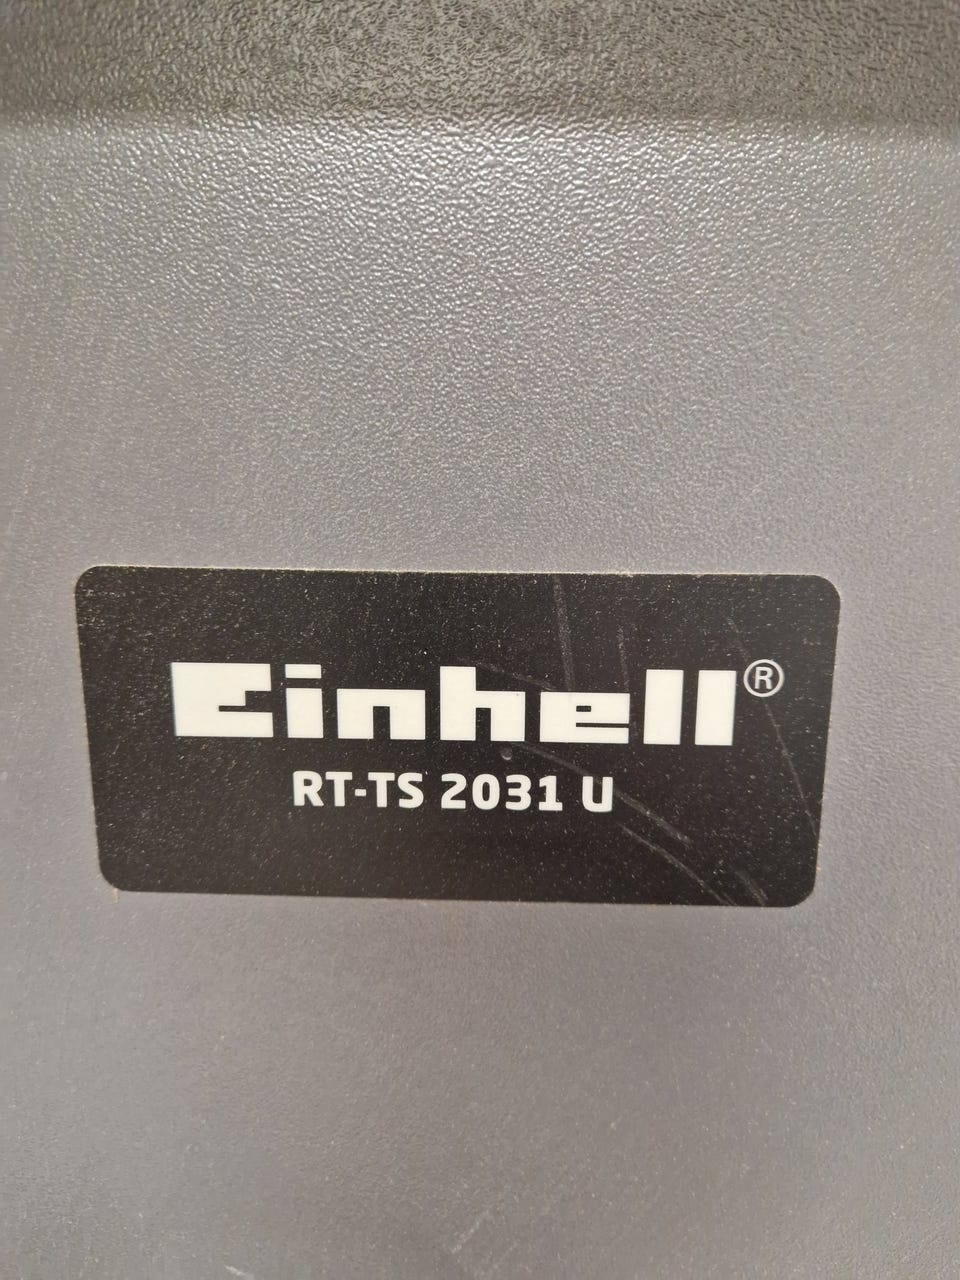 Einhell®
RT-TS 2031 U